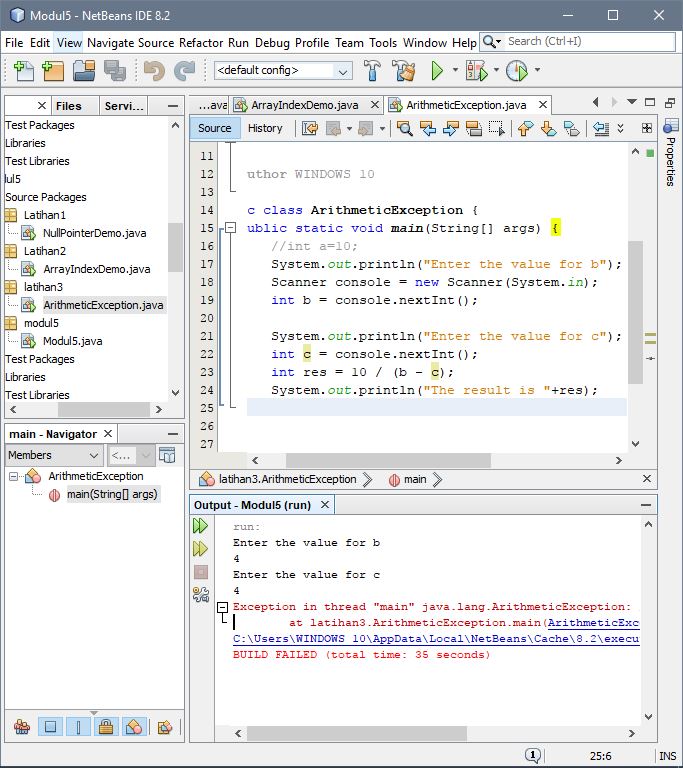 Modul5 - NetBeans IDE 8.2
File Edit View Navigate Source Refactor Run Debug Profile Team Tools Window Help
Search (Ctrl+I)
<default config>
Files
Servi...
...ava
ArrayIndexDemo.java
ArithmeticException.java
Test Packages
Libraries
Test Libraries
lul5
Source Packages
Latihan1
NullPointerDemo.java
Latihan2
ArrayIndexDemo.java
latihan3
ArithmeticException.java
modul5
Modul5.java
Test Packages
Libraries
Test Libraries
Source
History
Properties
11
12 uthor WINDOWS 10
13
14 c class ArithmeticException {
15 ublic static void main(String[] args) {
16 //int a=10;
17 System.out.println("Enter the value for b");
18 Scanner console = new Scanner(System.in);
19 int b = console.nextInt();
20
21 System.out.println("Enter the value for c");
22 int c = console.nextInt();
23 int res = 10 / (b - c);
24 System.out.println("The result is "+res);
25
26
27
latihan3.ArithmeticException
main
main - Navigator
Members
<...
ArithmeticException
main(String[] args)
Output - Modul5 (run)
run:
Enter the value for b
4
Enter the value for c
4
Exception in thread "main" java.lang.ArithmeticException:
at latihan3.ArithmeticException.main(ArithmeticExc
C:\Users\WINDOWS 10\AppData\Local\NetBeans\Cache\8.2\execu
BUILD FAILED (total time: 35 seconds)
1
25:6
INS